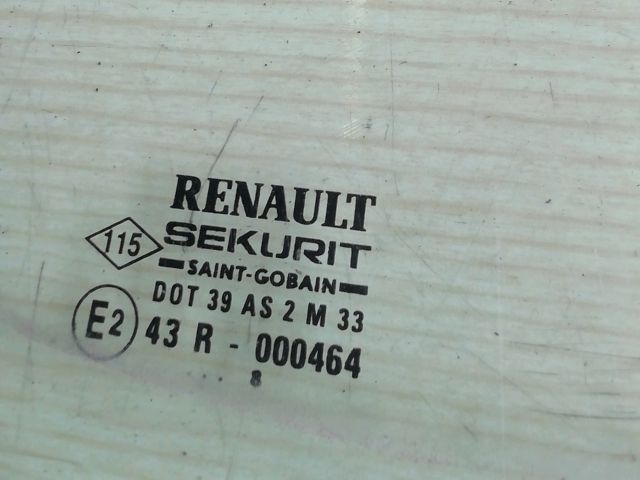 RENAULT
115 SEKURIT
SAINT-GOBAIN
DOT 39 AS 2 M 33
E2 43 R - 000464
8